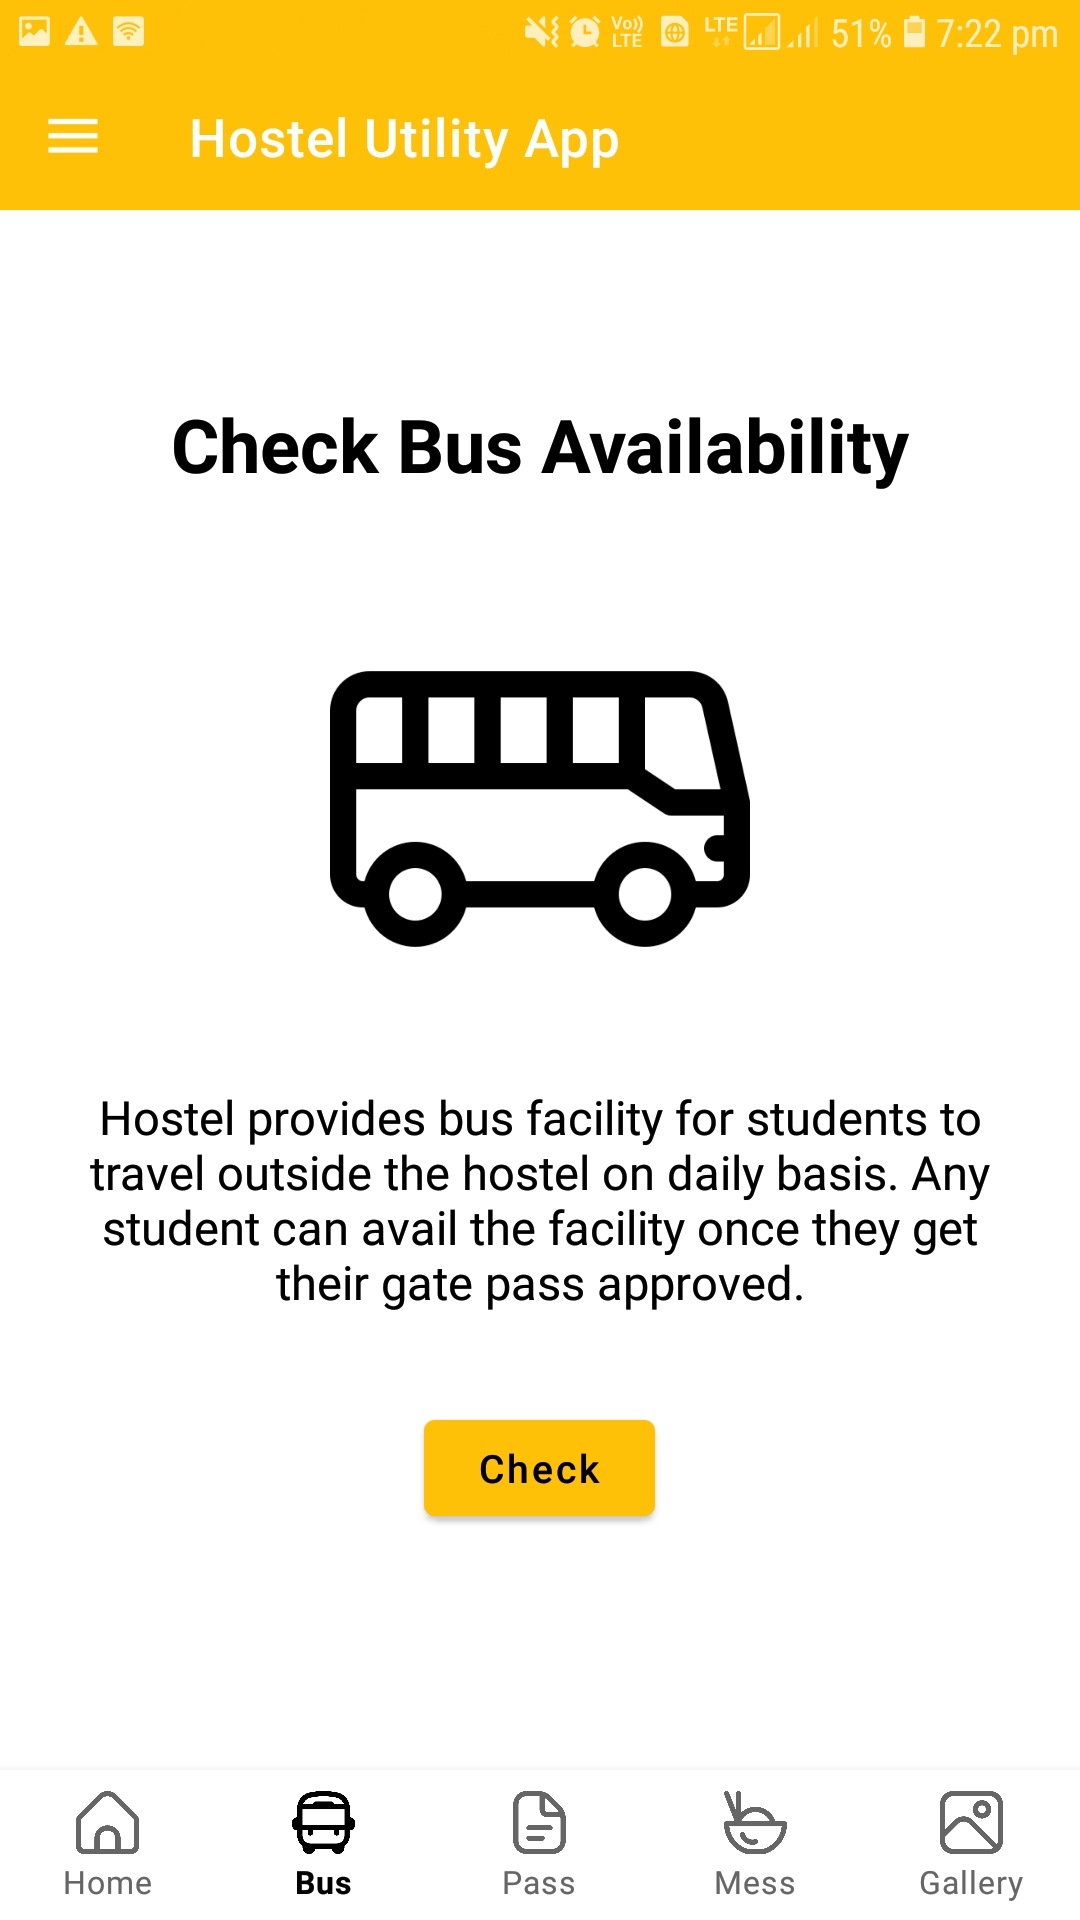 Vo)) LTE LTE 51% 7:22 pm
Hostel Utility App
Check Bus Availability
Hostel provides bus facility for students to
travel outside the hostel on daily basis. Any
student can avail the facility once they get
their gate pass approved.
Check
Home Bus Pass Mess Gallery